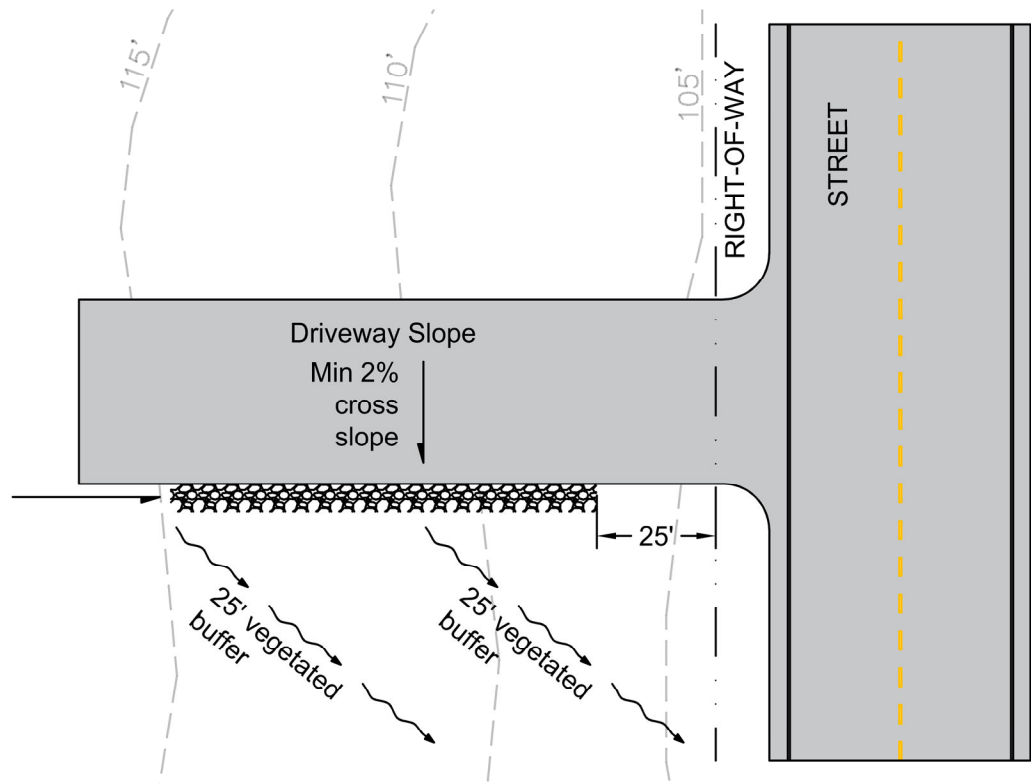 115'
110'
105'
RIGHT-OF-WAY
STREET
Driveway Slope
Min 2%
cross
slope
25'
25' vegetated
buffer
25' vegetated
buffer